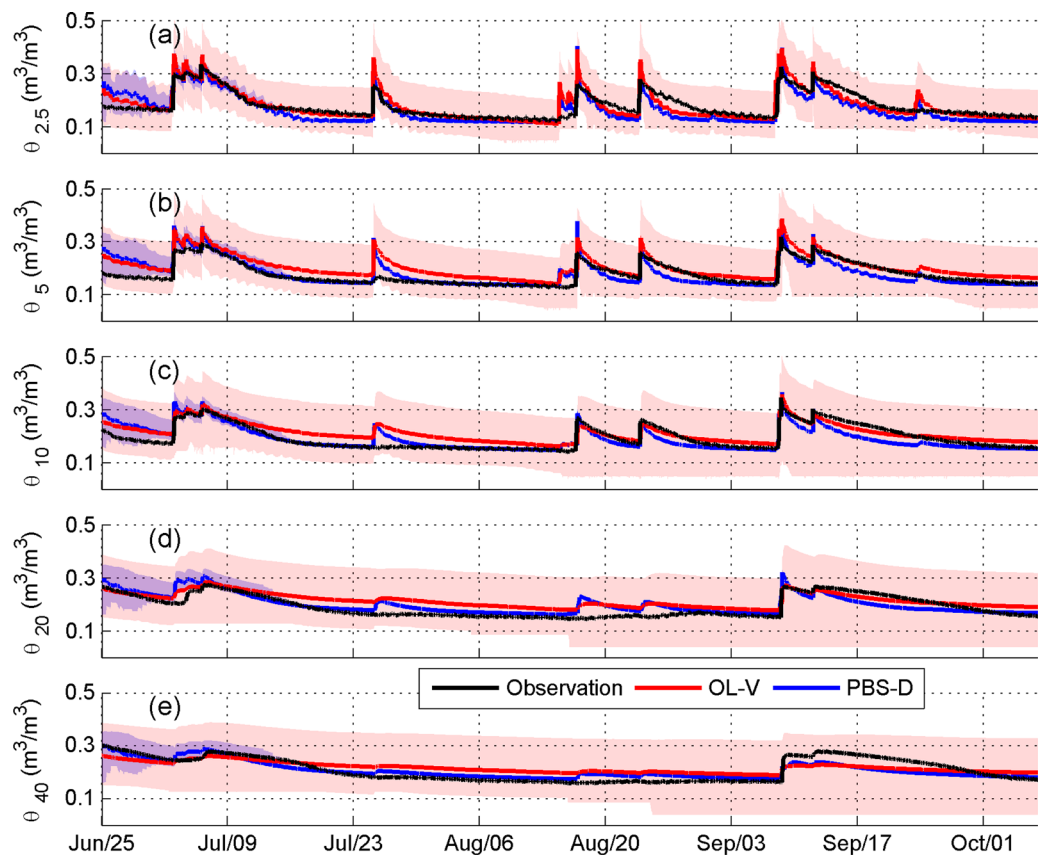 (a)
0.5
0.3
0.1
θ 2.5 (m³/m³)
(b)
0.5
0.3
0.1
θ 5 (m³/m³)
(c)
0.5
0.3
0.1
θ 10 (m³/m³)
(d)
0.5
0.3
0.1
θ 20 (m³/m³)
Observation OL-V PBS-D
(e)
0.5
0.3
0.1
θ 40 (m³/m³)
Jun/25 Jul/09 Jul/23 Aug/06 Aug/20 Sep/03 Sep/17 Oct/01